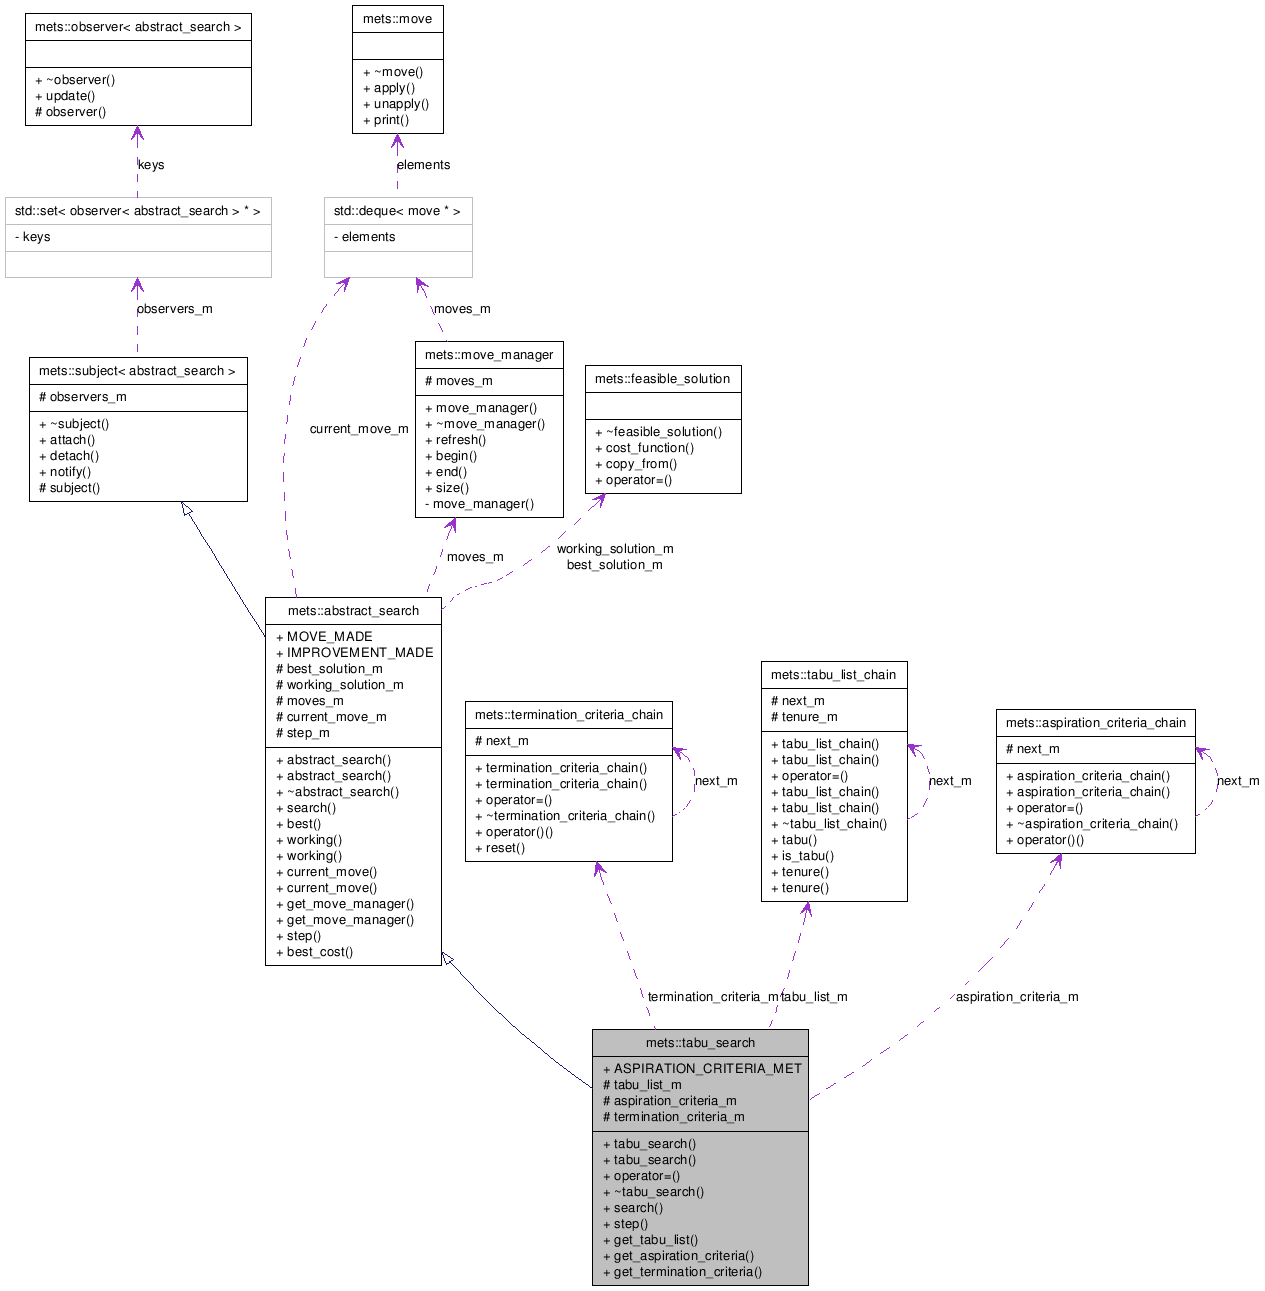 mets::observer< abstract_search >
+ ~observer()
+ update()
# observer()
mets::move
+ ~move()
+ apply()
+ unapply()
+ print()
keys
elements
std::set< observer< abstract_search > * >
- keys
std::deque< move * >
- elements
observers_m
moves_m
mets::subject< abstract_search >
# observers_m
+ ~subject()
+ attach()
+ detach()
+ notify()
# subject()
current_move_m
mets::move_manager
# moves_m
+ move_manager()
+ ~move_manager()
+ refresh()
+ begin()
+ end()
+ size()
- move_manager()
mets::feasible_solution
+ ~feasible_solution()
+ cost_function()
+ copy_from()
+ operator=()
moves_m
working_solution_m
best_solution_m
mets::abstract_search
+ MOVE_MADE
+ IMPROVEMENT_MADE
# best_solution_m
# working_solution_m
# moves_m
# current_move_m
# step_m
+ abstract_search()
+ abstract_search()
+ ~abstract_search()
+ search()
+ best()
+ working()
+ working()
+ current_move()
+ current_move()
+ get_move_manager()
+ get_move_manager()
+ step()
+ best_cost()
mets::termination_criteria_chain
# next_m
+ termination_criteria_chain()
+ termination_criteria_chain()
+ operator=()
+ ~termination_criteria_chain()
+ operator()()
+ reset()
next_m
mets::tabu_list_chain
# next_m
# tenure_m
+ tabu_list_chain()
+ tabu_list_chain()
+ operator=()
+ tabu_list_chain()
+ tabu_list_chain()
+ ~tabu_list_chain()
+ tabu()
+ is_tabu()
+ tenure()
+ tenure()
next_m
mets::aspiration_criteria_chain
# next_m
+ aspiration_criteria_chain()
+ aspiration_criteria_chain()
+ operator=()
+ ~aspiration_criteria_chain()
+ operator()()
next_m
termination_criteria_m
tabu_list_m
aspiration_criteria_m
mets::tabu_search
+ ASPIRATION_CRITERIA_MET
# tabu_list_m
# aspiration_criteria_m
# termination_criteria_m
+ tabu_search()
+ tabu_search()
+ operator=()
+ ~tabu_search()
+ search()
+ step()
+ get_tabu_list()
+ get_aspiration_criteria()
+ get_termination_criteria()